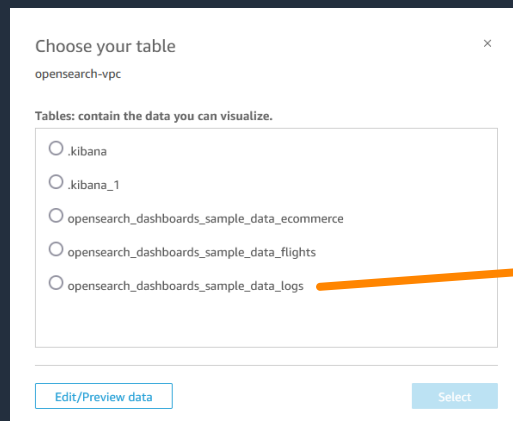 Choose your table
×
opensearch-vpc
Tables: contain the data you can visualize.
.kibana
.kibana_1
opensearch_dashboards_sample_data_ecommerce
opensearch_dashboards_sample_data_flights
opensearch_dashboards_sample_data_logs
Edit/Preview data
Select